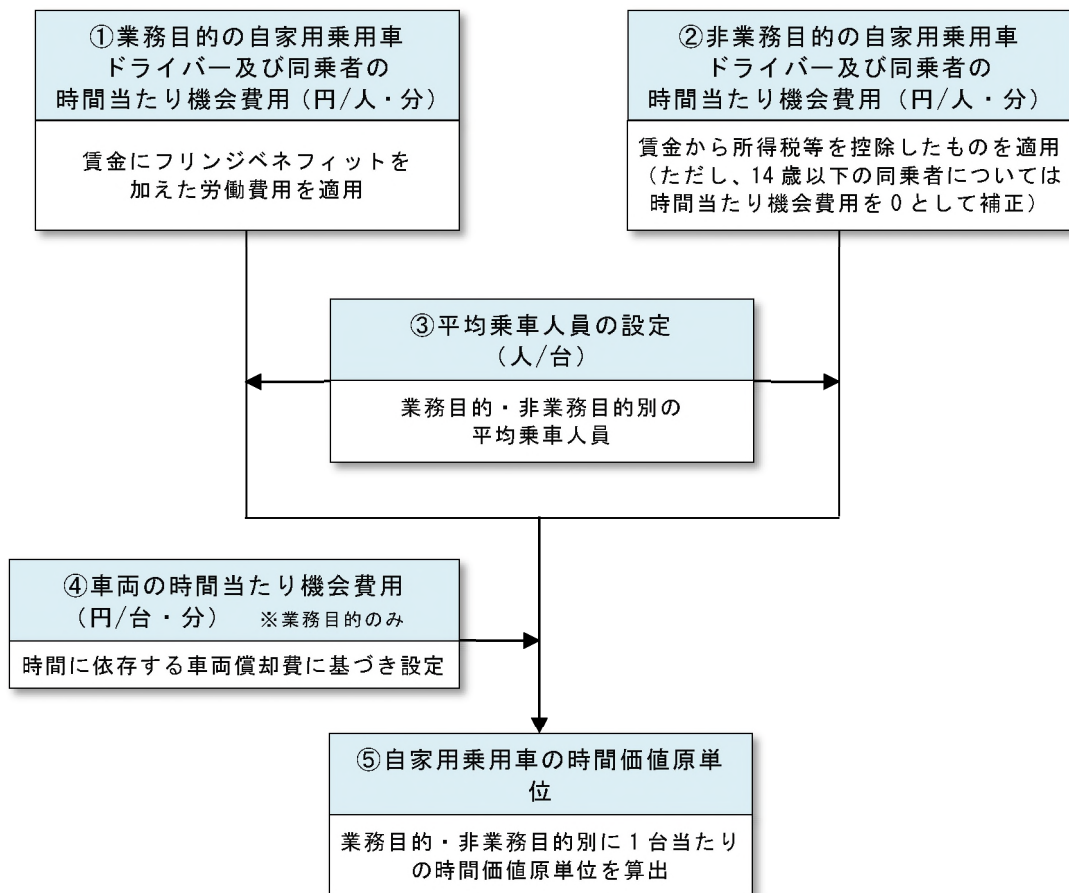 ①業務目的の自家用乗用車
ドライバー及び同乗者の
時間当たり機会費用（円/人・分）
賃金にフリンジベネフィットを
加えた労働費用を適用
②非業務目的の自家用乗用車
ドライバー及び同乗者の
時間当たり機会費用（円/人・分）
賃金から所得税等を控除したものを適用
（ただし、14歳以下の同乗者については
時間当たり機会費用を0として補正）
③平均乗車人員の設定
（人/台）
業務目的・非業務目的別の
平均乗車人員
④車両の時間当たり機会費用
（円/台・分）　※業務目的のみ
時間に依存する車両償却費に基づき設定
⑤自家用乗用車の時間価値原単
位
業務目的・非業務目的別に1台当たり
の時間価値原単位を算出